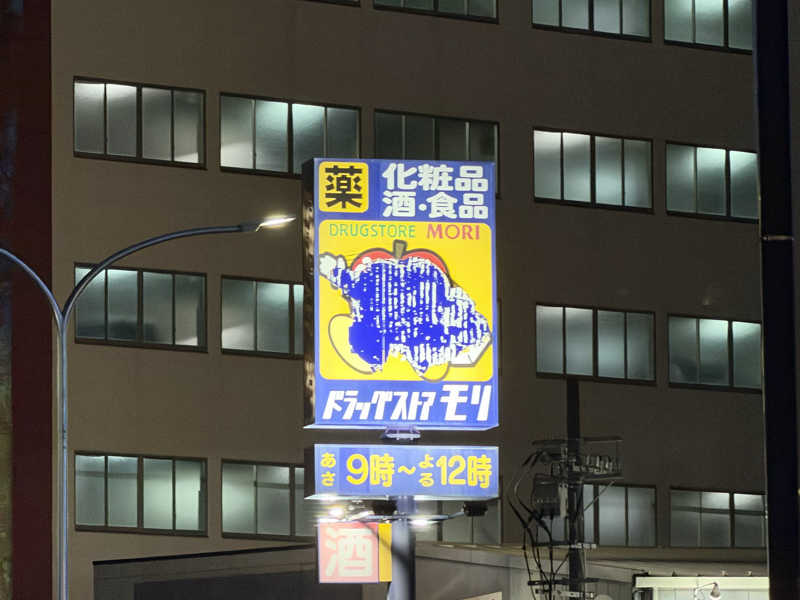 薬
化粧品
酒・食品
DRUGSTORE MORI
ドラッグストア モリ
あさ 9時～よる 12時
酒